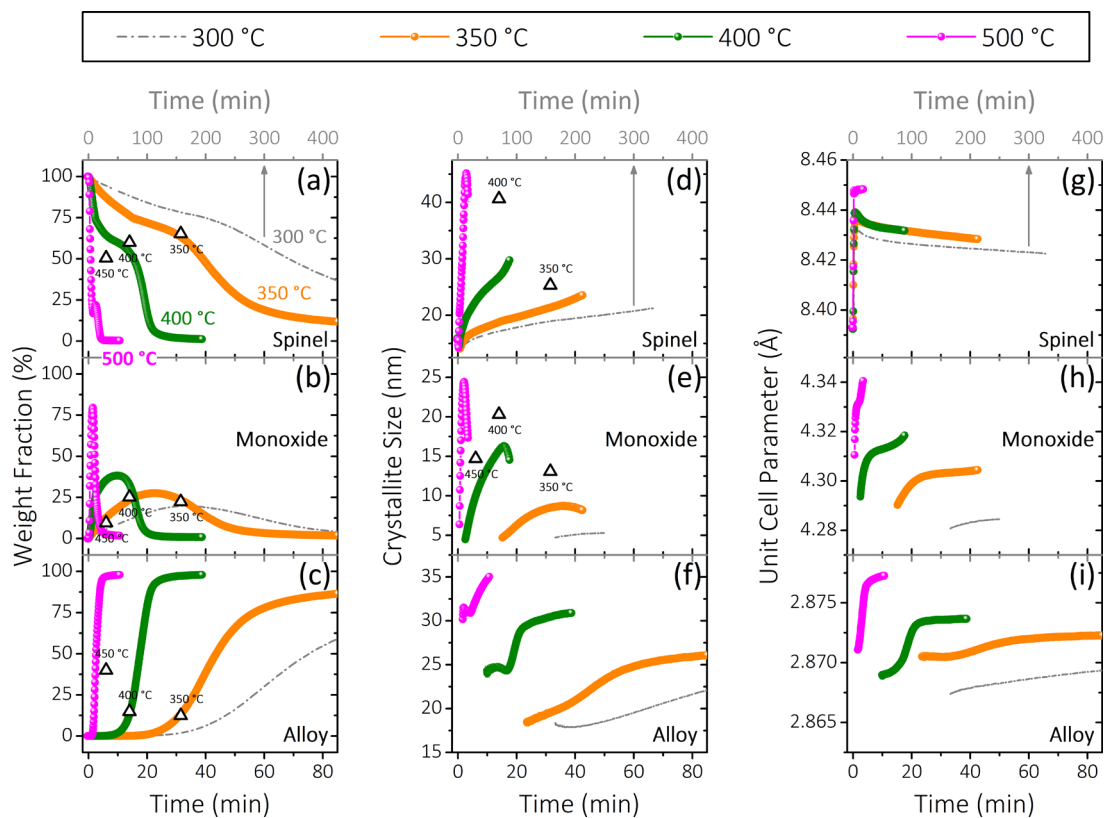 300 °C 350 °C 400 °C 500 °C
Time (min) Time (min) Time (min)
0 100 200 300 400 0 100 200 300 400 0 100 200 300 400
Weight Fraction (%)
100
75
50
25
0
(a)
300 °C
350 °C
400 °C
450 °C
350 °C
400 °C
500 °C
Spinel
100
75
50
25
0
(b)
Monoxide
400 °C
350 °C
450 °C
100
75
50
25
0
(c)
450 °C
400 °C
350 °C
Alloy
0 20 40 60 80
Time (min)
Crystallite Size (nm)
40
30
20
(d)
400 °C
350 °C
Spinel
25
20
15
10
5
(e)
Monoxide
400 °C
450 °C
350 °C
35
30
25
20
15
(f)
Alloy
0 20 40 60 80
Time (min)
Unit Cell Parameter (Å)
8.46
8.44
8.42
8.40
(g)
Spinel
4.34
4.32
4.30
4.28
(h)
Monoxide
2.875
2.870
2.865
(i)
Alloy
0 20 40 60 80
Time (min)